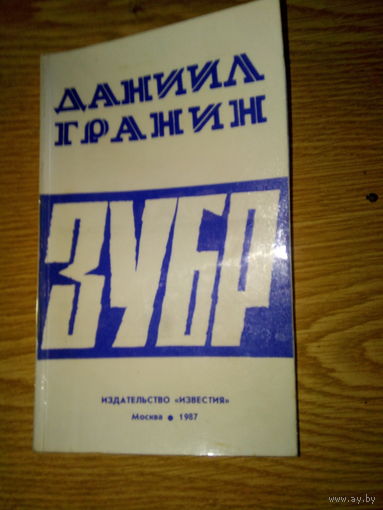 ДАНИИЛ
ГРАНИН
ЗУБР
ИЗДАТЕЛЬСТВО «ИЗВЕСТИЯ»
Москва • 1987
www.ay.by